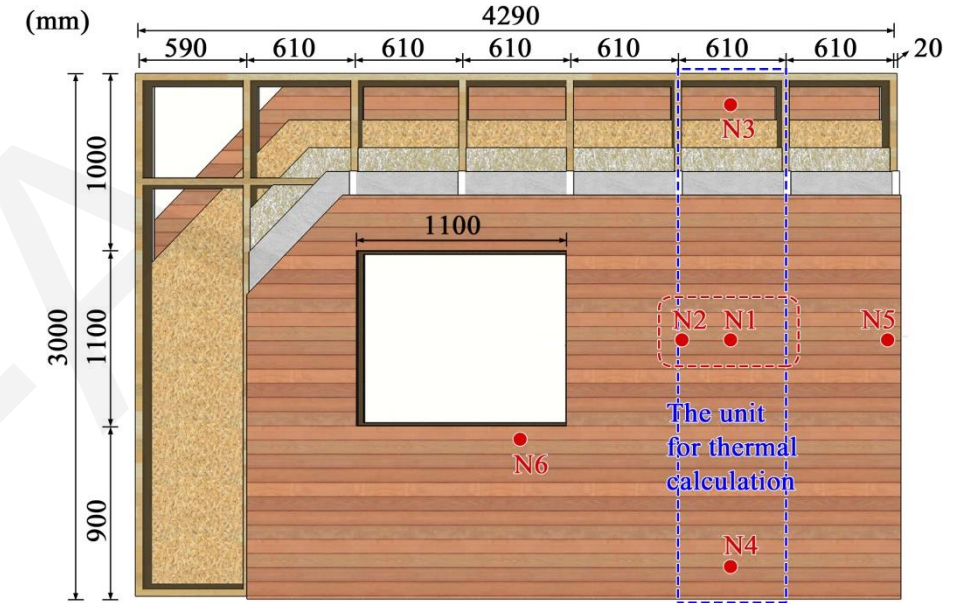 (mm)
4290
590 610 610 610 610 610 610 20
N3
1000
1100
3000
1100
N2 N1 N5
The unit
for thermal
calculation
N6
900
N4